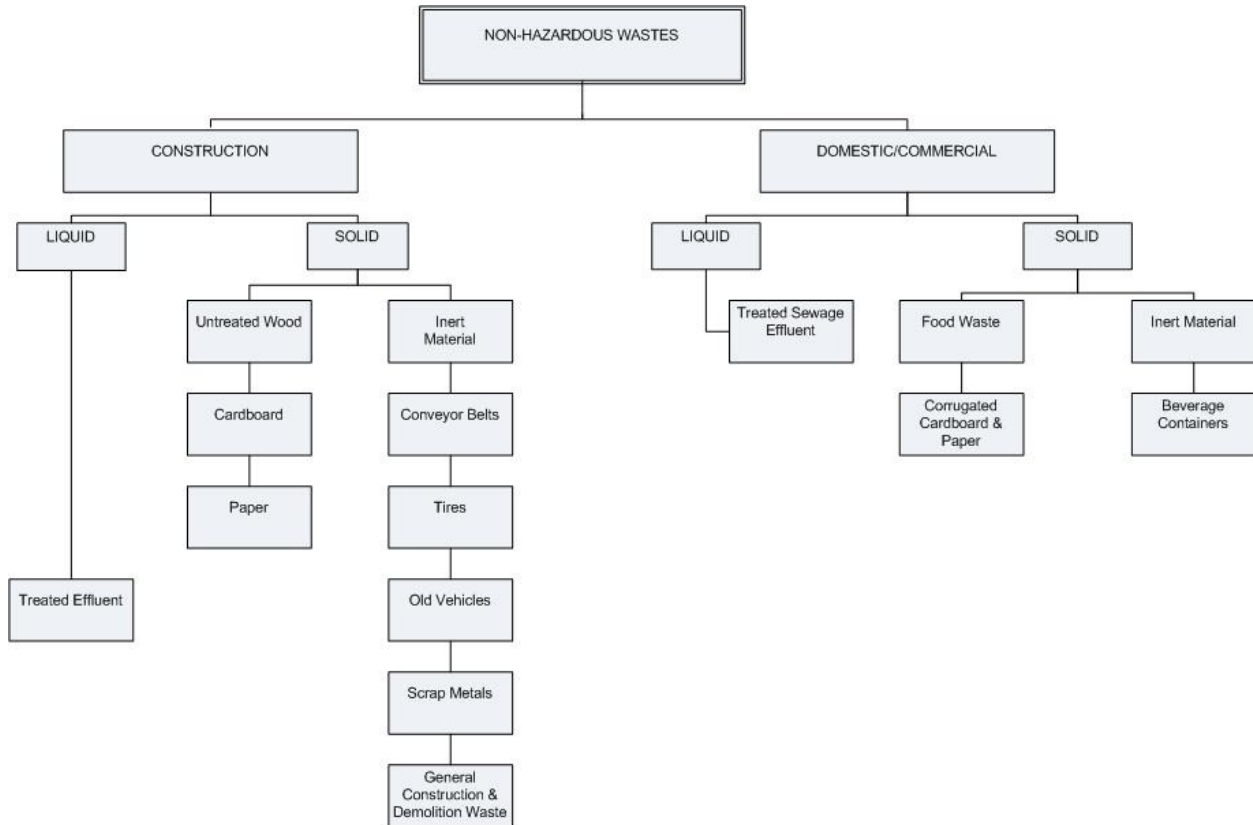 NON-HAZARDOUS WASTES
CONSTRUCTION
DOMESTIC/COMMERCIAL
LIQUID
SOLID
LIQUID
SOLID
Untreated Wood
Inert
Material
Treated Sewage
Effluent
Food Waste
Inert Material
Cardboard
Conveyor Belts
Corrugated
Cardboard &
Paper
Beverage
Containers
Paper
Tires
Treated Effluent
Old Vehicles
Scrap Metals
General
Construction &
Demolition Waste